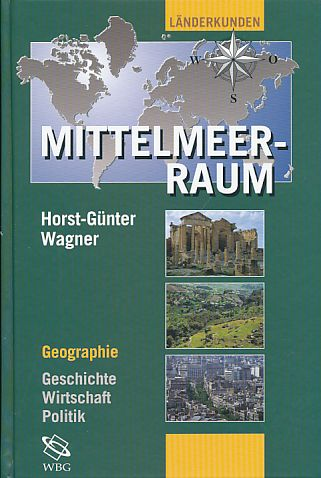 LÄNDERKUNDEN
W O
S
MITTELMEER-
RAUM
Horst-Günter
Wagner
Geographie
Geschichte
Wirtschaft
Politik
WBG